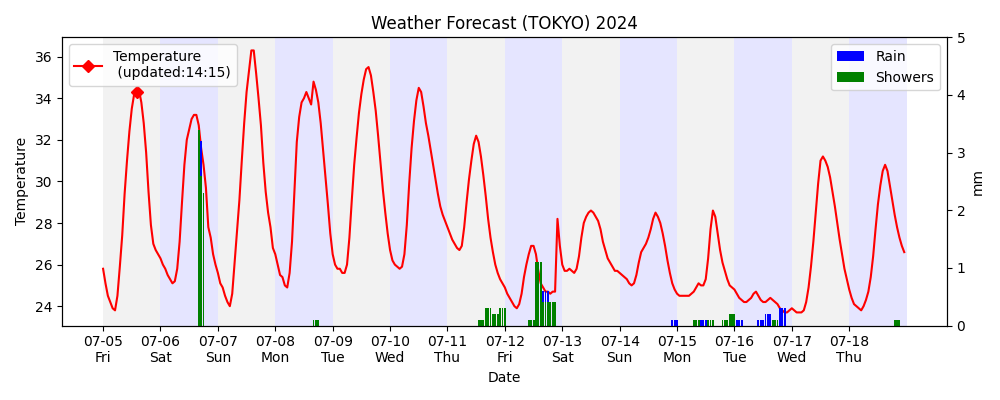 Weather Forecast (TOKYO) 2024
Temperature
(updated:14:15)
Rain
Showers
36
34
32
30
28
26
24
Temperature
5
4
3
2
1
0
mm
07-05 07-06 07-07 07-08 07-09 07-10 07-11 07-12 07-13 07-14 07-15 07-16 07-17 07-18
Fri Sat Sun Mon Tue Wed Thu Fri Sat Sun Mon Tue Wed Thu
Date